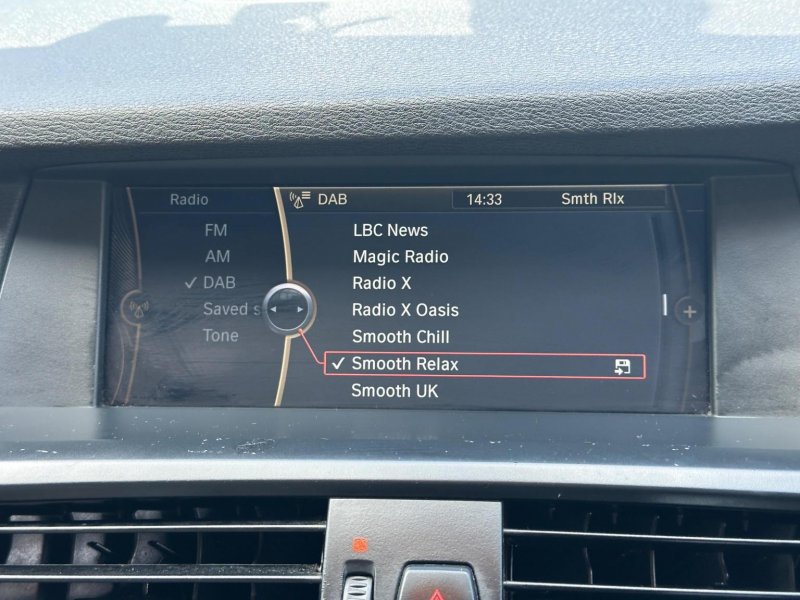 Radio
DAB
14:33
Smth Rlx
FM
AM
✓ DAB
Saved s
Tone
LBC News
Magic Radio
Radio X
Radio X Oasis
Smooth Chill
✓ Smooth Relax
Smooth UK